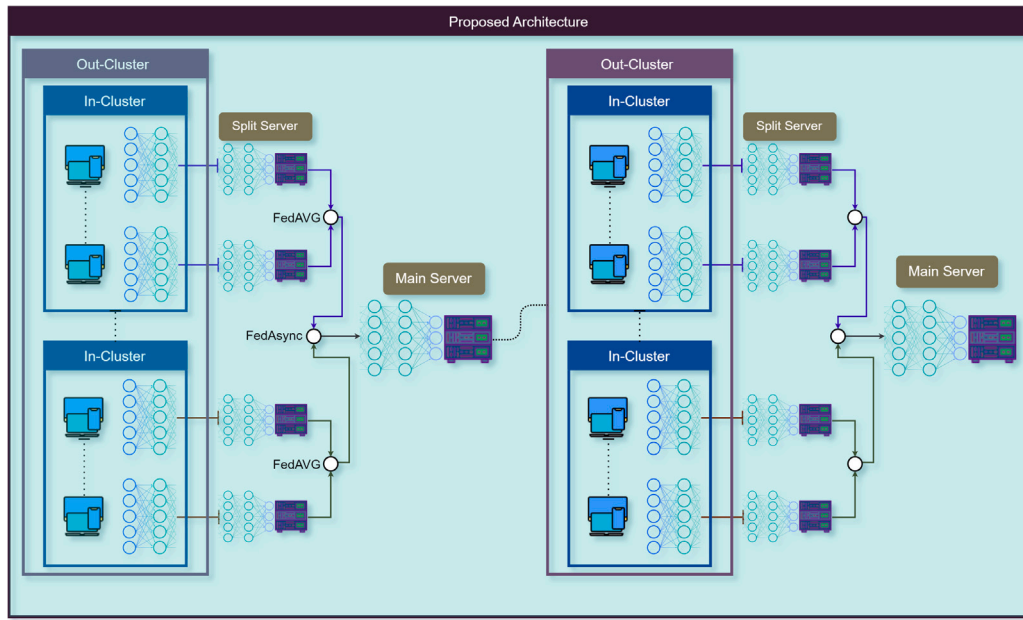 Proposed Architecture
Out-Cluster
In-Cluster
Split Server
FedAVG
Main Server
FedAsync
In-Cluster
FedAVG
Out-Cluster
In-Cluster
Split Server
Main Server
In-Cluster